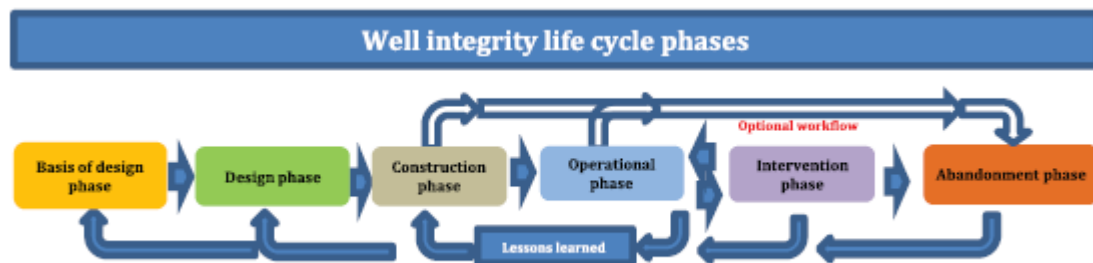 Well integrity life cycle phases
Optional workflow
Basis of design
phase
Design phase
Construction
phase
Operational
phase
Intervention
phase
Abandonment phase
Lessons learned